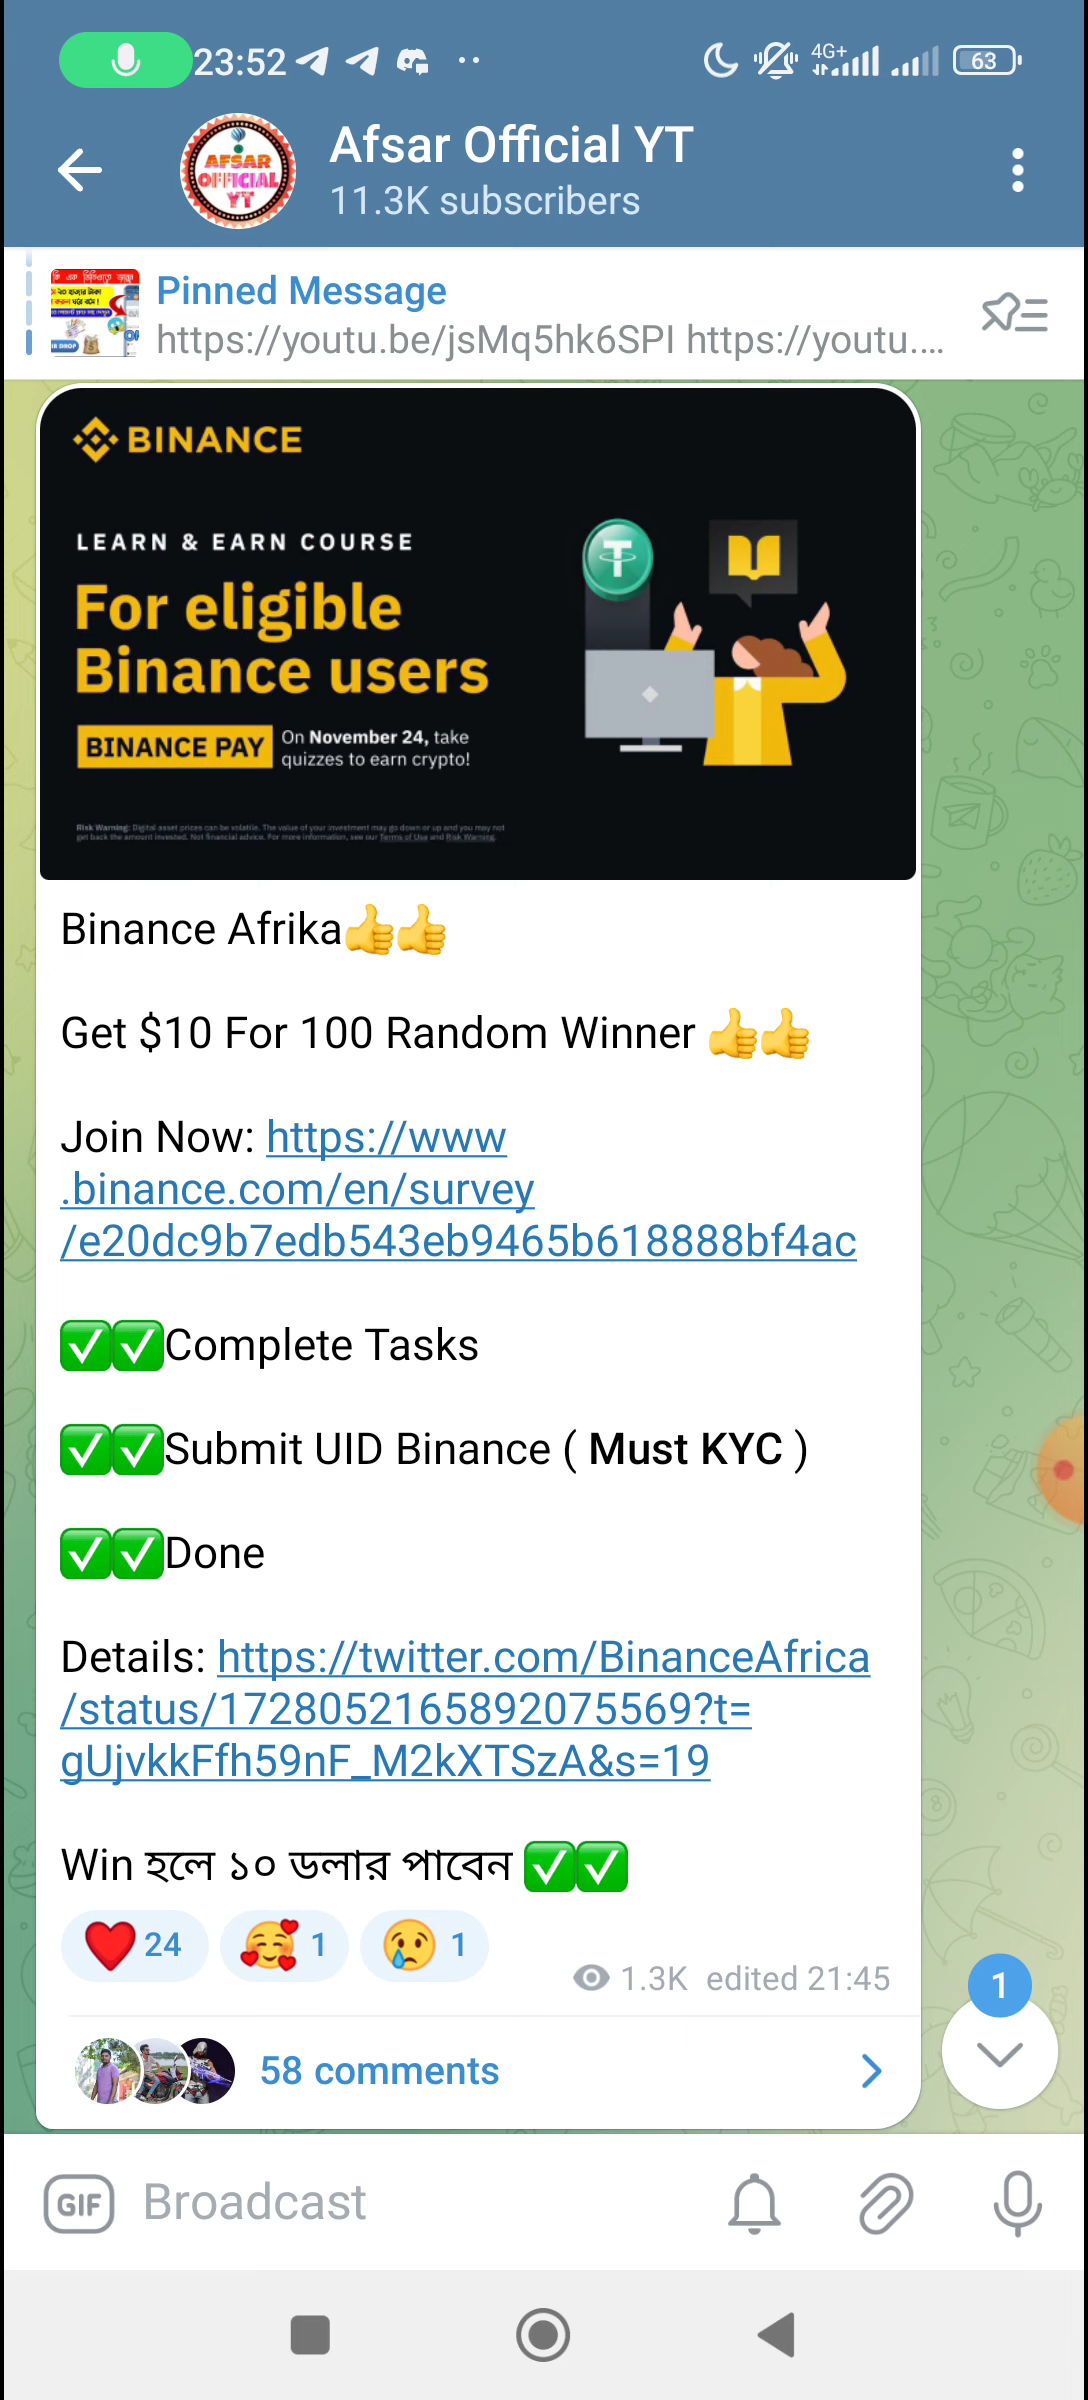 23:52
4G+
63
AFSAR
OFFICIAL
YT
Afsar Official YT
11.3K subscribers
Pinned Message
https://youtu.be/jsMq5hk6SPI https://youtu....
BINANCE
LEARN & EARN COURSE
For eligible
Binance users
BINANCE PAY
On November 24, take
quizzes to earn crypto!
Risk Warning: Digital asset prices can be volatile. The value of your investment may go down or up and you may not
get back the amount invested. Not financial advice. For more information, see our Terms of Use and Risk Warning.
Binance Afrika👍👍
Get $10 For 100 Random Winner 👍👍
Join Now: https://www
.binance.com/en/survey
/e20dc9b7edb543eb9465b618888bf4ac
✅✅Complete Tasks
✅✅Submit UID Binance ( Must KYC )
✅✅Done
Details: https://twitter.com/BinanceAfrica
/status/1728052165892075569?t=
gUjvkkFfh59nF_M2kXTSzA&s=19
Win হলে ১০ ডলার পাবেন ✅✅
❤️ 24 🥰 1 😢 1
1.3K edited 21:45
1
58 comments
GIF Broadcast